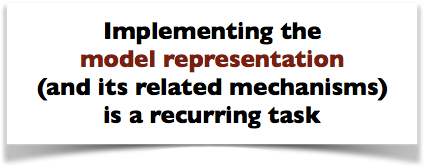 Implementing the
model representation
(and its related mechanisms)
is a recurring task